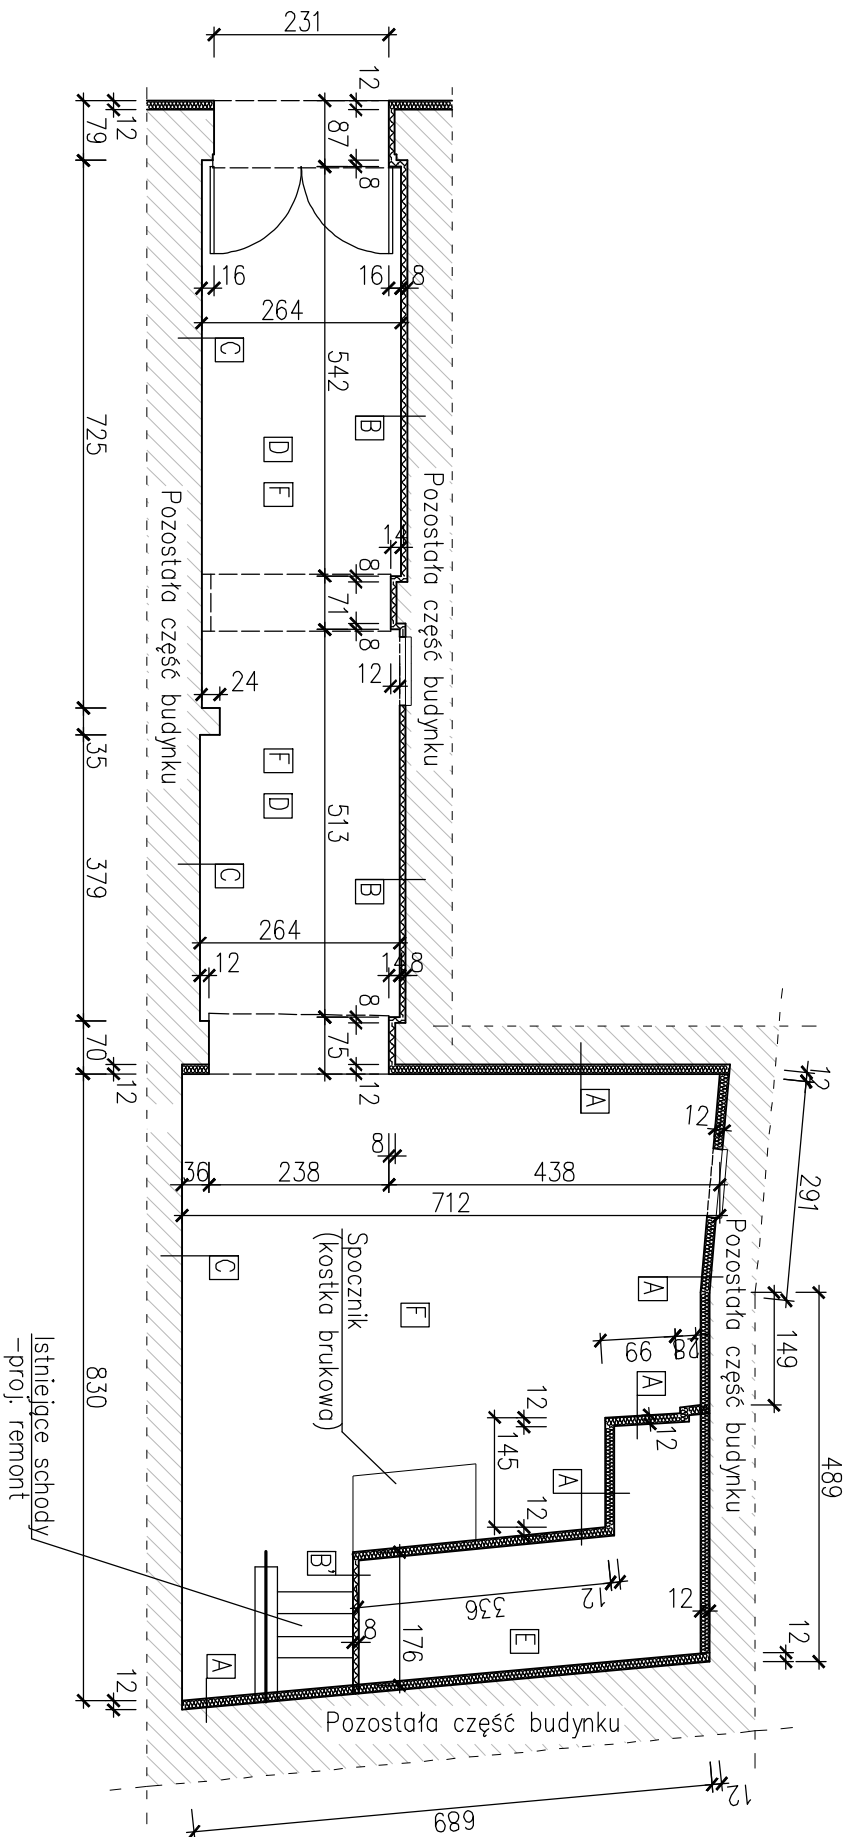 231
12
12
79
87
8
16
16
8
264
C
542
B
725
D
F
Pozostała część budynku
Pozostała część budynku
14
8
71
8
12
24
35
F
D
513
379
C
B
264
12
14
8
8
70
75
12
12
A
12
12
8
36
238
438
291
712
Pozostała część budynku
C
Spocznik
(kostka brukowa)
F
A
28
99
149
A
12
12
145
489
830
Istniejące schody
-proj. remont
A
12
B'
336
12
12
12
8
176
E
A
12
Pozostała część budynku
12
689